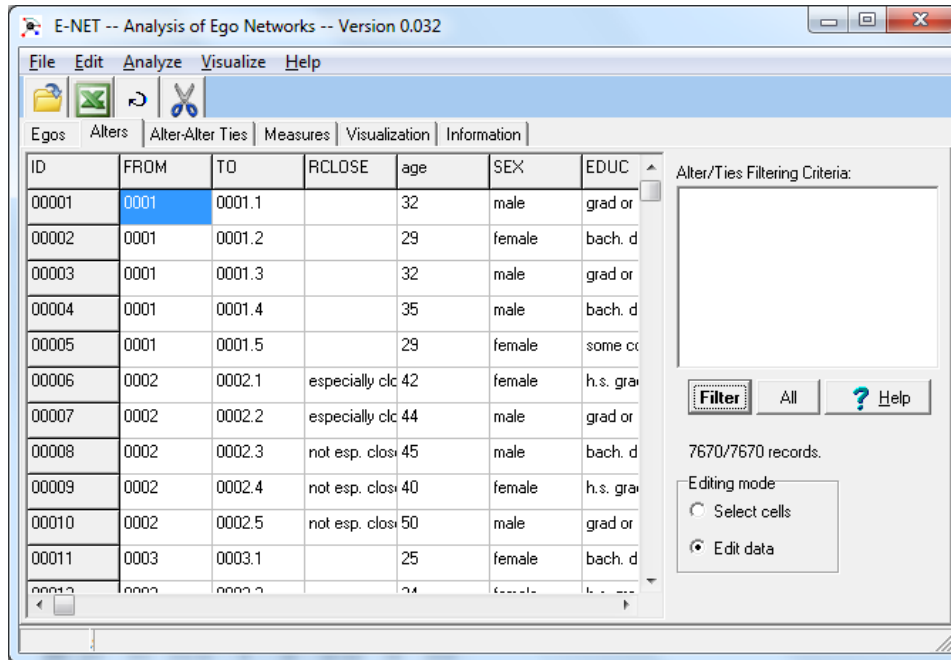 E-NET -- Analysis of Ego Networks -- Version 0.032
File Edit Analyze Visualize Help
Egos Alters Alter-Alter Ties Measures Visualization Information
ID FROM TO RCLOSE age SEX EDUC
Alter/Ties Filtering Criteria:
00001 0001 0001.1 32 male grad or
00002 0001 0001.2 29 female bach. d
00003 0001 0001.3 32 male grad or
00004 0001 0001.4 35 male bach. d
00005 0001 0001.5 29 female some co
00006 0002 0002.1 especially clo 42 female h.s. gra
00007 0002 0002.2 especially clo 44 male grad or
00008 0002 0002.3 not esp. clos 45 male bach. d
00009 0002 0002.4 not esp. clos 40 female h.s. gra
00010 0002 0002.5 not esp. clos 50 male grad or
00011 0003 0003.1 25 female bach. d
Filter All ? Help
7670/7670 records.
Editing mode
Select cells
Edit data